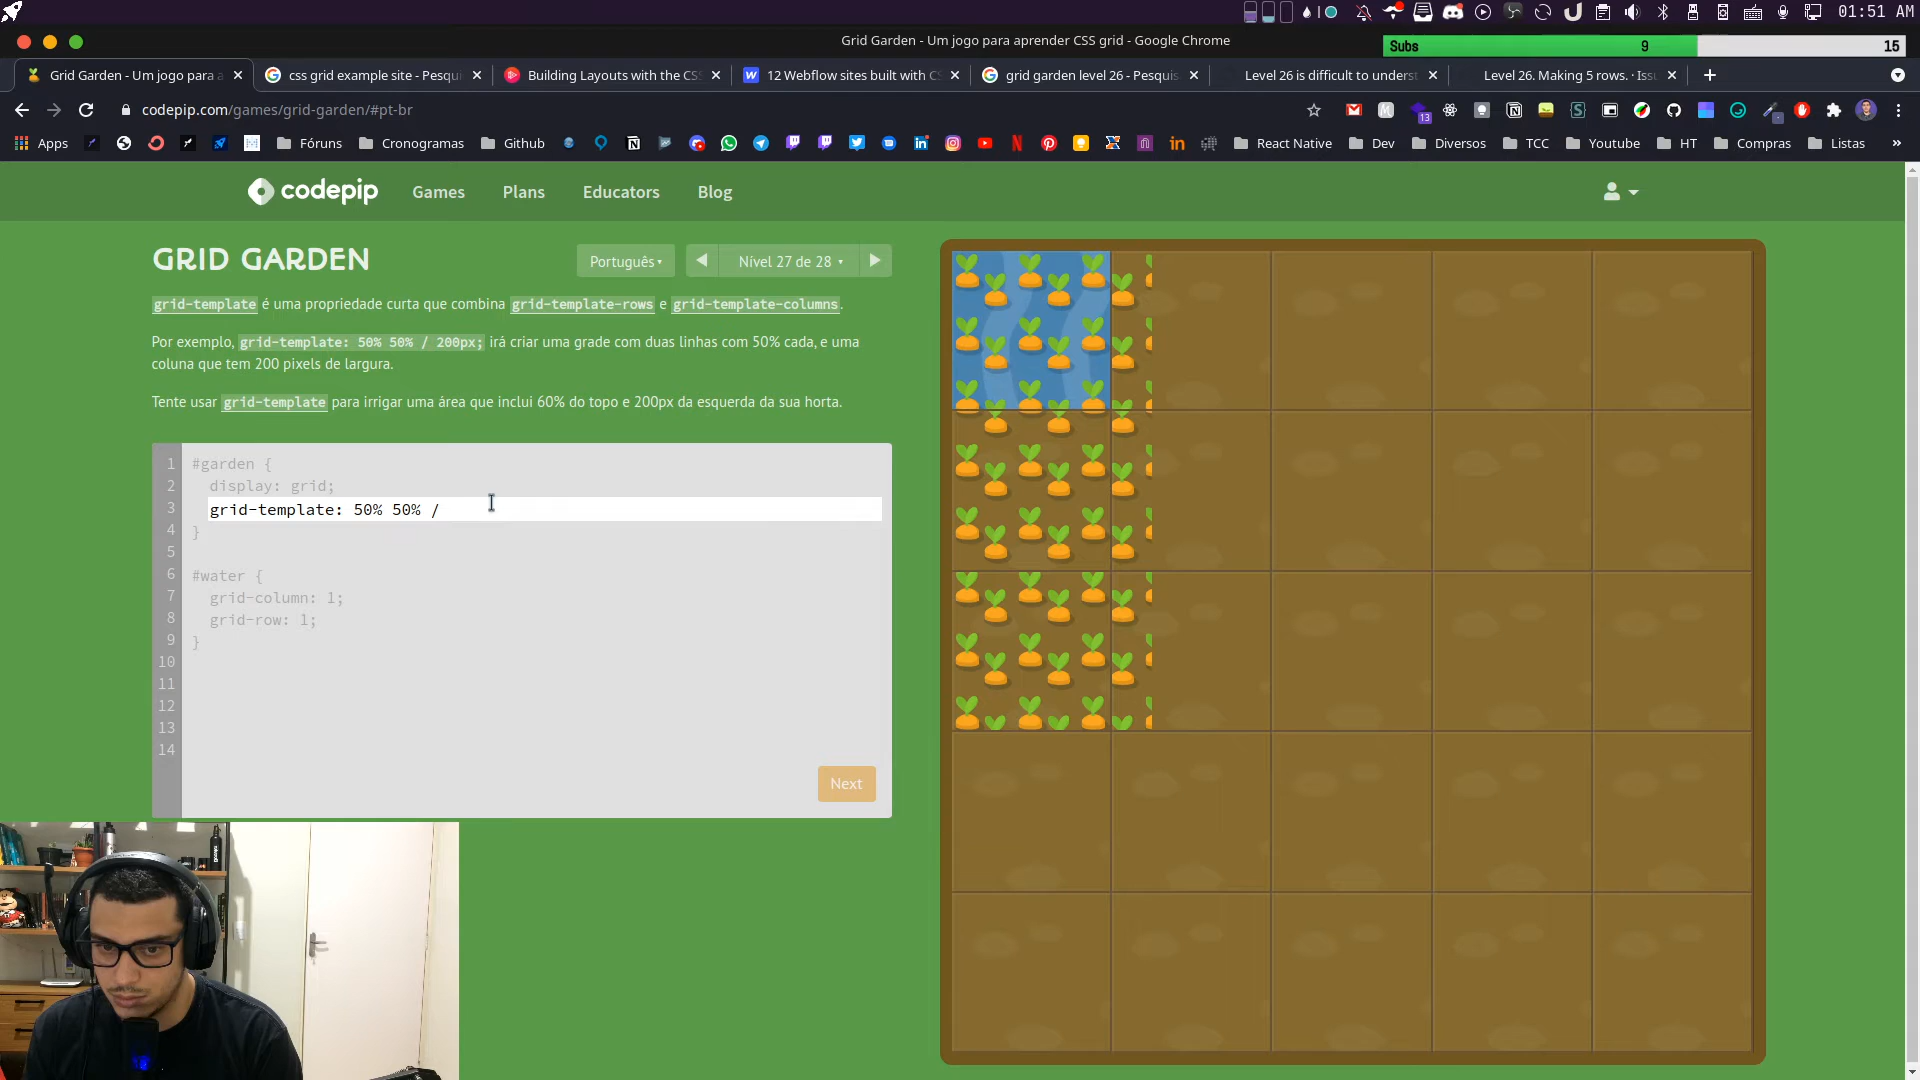 01:51 AM
Grid Garden - Um jogo para aprender CSS grid - Google Chrome
Subs 9 15
Grid Garden - Um jogo para a
css grid example site - Pesqui
Building Layouts with the CSS
12 Webflow sites built with CS
grid garden level 26 - Pesquis
Level 26 is difficult to underst
Level 26. Making 5 rows. · Issu
codepip.com/games/grid-garden/#pt-br
13
Apps
Fóruns
Cronogramas
Github
React Native
Dev
Diversos
TCC
Youtube
HT
Compras
Listas
»
codepip
Games
Plans
Educators
Blog
GRID GARDEN
Português
Nível 27 de 28
grid-template é uma propriedade curta que combina grid-template-rows e grid-template-columns.
Por exemplo, grid-template: 50% 50% / 200px; irá criar uma grade com duas linhas com 50% cada, e uma
coluna que tem 200 pixels de largura.
Tente usar grid-template para irrigar uma área que inclui 60% do topo e 200px da esquerda da sua horta.
1 #garden {
2 display: grid;
3 grid-template: 50% 50% /
4 }
5
6 #water {
7 grid-column: 1;
8 grid-row: 1;
9 }
10
11
12
13
14
Next